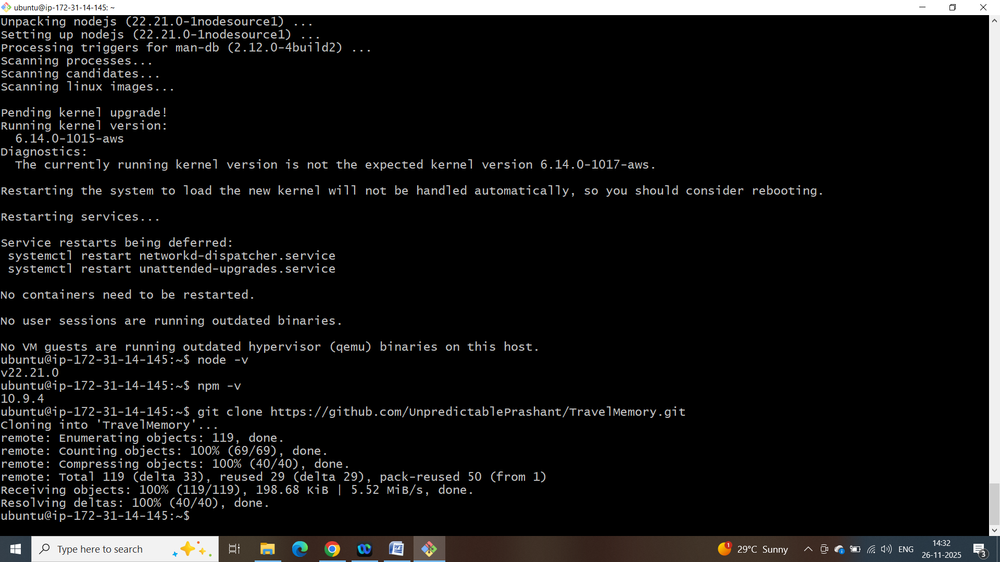 ubuntu@ip-172-31-14-145: ~
Unpacking nodejs (22.21.0-1nodesource1) ...
Setting up nodejs (22.21.0-1nodesource1) ...
Processing triggers for man-db (2.12.0-4build2) ...
Scanning processes...
Scanning candidates...
Scanning linux images...
Pending kernel upgrade!
Running kernel version:
6.14.0-1015-aws
Diagnostics:
The currently running kernel version is not the expected kernel version 6.14.0-1017-aws.
Restarting the system to load the new kernel will not be handled automatically, so you should consider rebooting.
Restarting services...
Service restarts being deferred:
systemctl restart networkd-dispatcher.service
systemctl restart unattended-upgrades.service
No containers need to be restarted.
No user sessions are running outdated binaries.
No VM guests are running outdated hypervisor (qemu) binaries on this host.
ubuntu@ip-172-31-14-145:~$ node -v
v22.21.0
ubuntu@ip-172-31-14-145:~$ npm -v
10.9.4
ubuntu@ip-172-31-14-145:~$ git clone https://github.com/UnpredictablePrashant/TravelMemory.git
Cloning into 'TravelMemory'...
remote: Enumerating objects: 119, done.
remote: Counting objects: 100% (69/69), done.
remote: Compressing objects: 100% (40/40), done.
remote: Total 119 (delta 33), reused 29 (delta 29), pack-reused 50 (from 1)
Receiving objects: 100% (119/119), 198.68 KiB | 5.52 MiB/s, done.
Resolving deltas: 100% (40/40), done.
ubuntu@ip-172-31-14-145:~$
Type here to search
1
29°C Sunny
ENG
14:32
26-11-2025
3